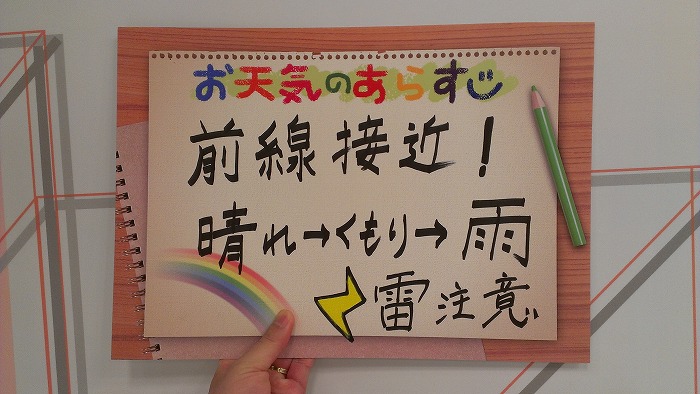 お天気のあらすじ
前線接近！
晴れ→くもり→雨
雷注意